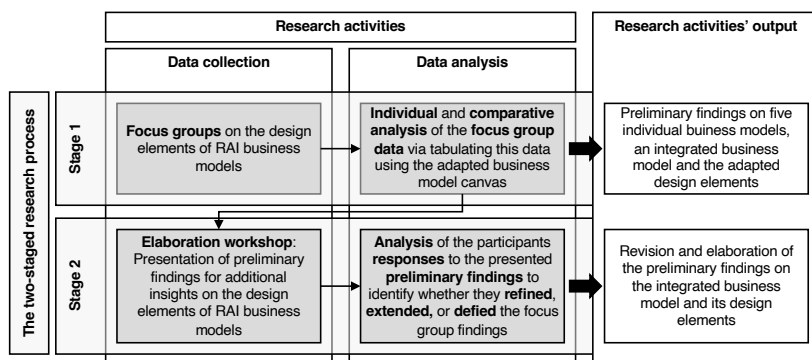 Research activities
Research activities' output
Data collection
Data analysis
The two-staged research process
Stage 1
Focus groups on the design
elements of RAI business
models
Individual and comparative
analysis of the focus group
data via tabulating this data
using the adapted business
model canvas
Preliminary findings on five
individual buiness models,
an integrated business
model and the adapted
design elements
Stage 2
Elaboration workshop:
Presentation of preliminary
findings for additional
insights on the design
elements of RAI business
models
Analysis of the participants
responses to the presented
preliminary findings to
identify whether they refined,
extended, or defied the focus
group findings
Revision and elaboration of
the preliminary findings on
the integrated business
model and its design
elements